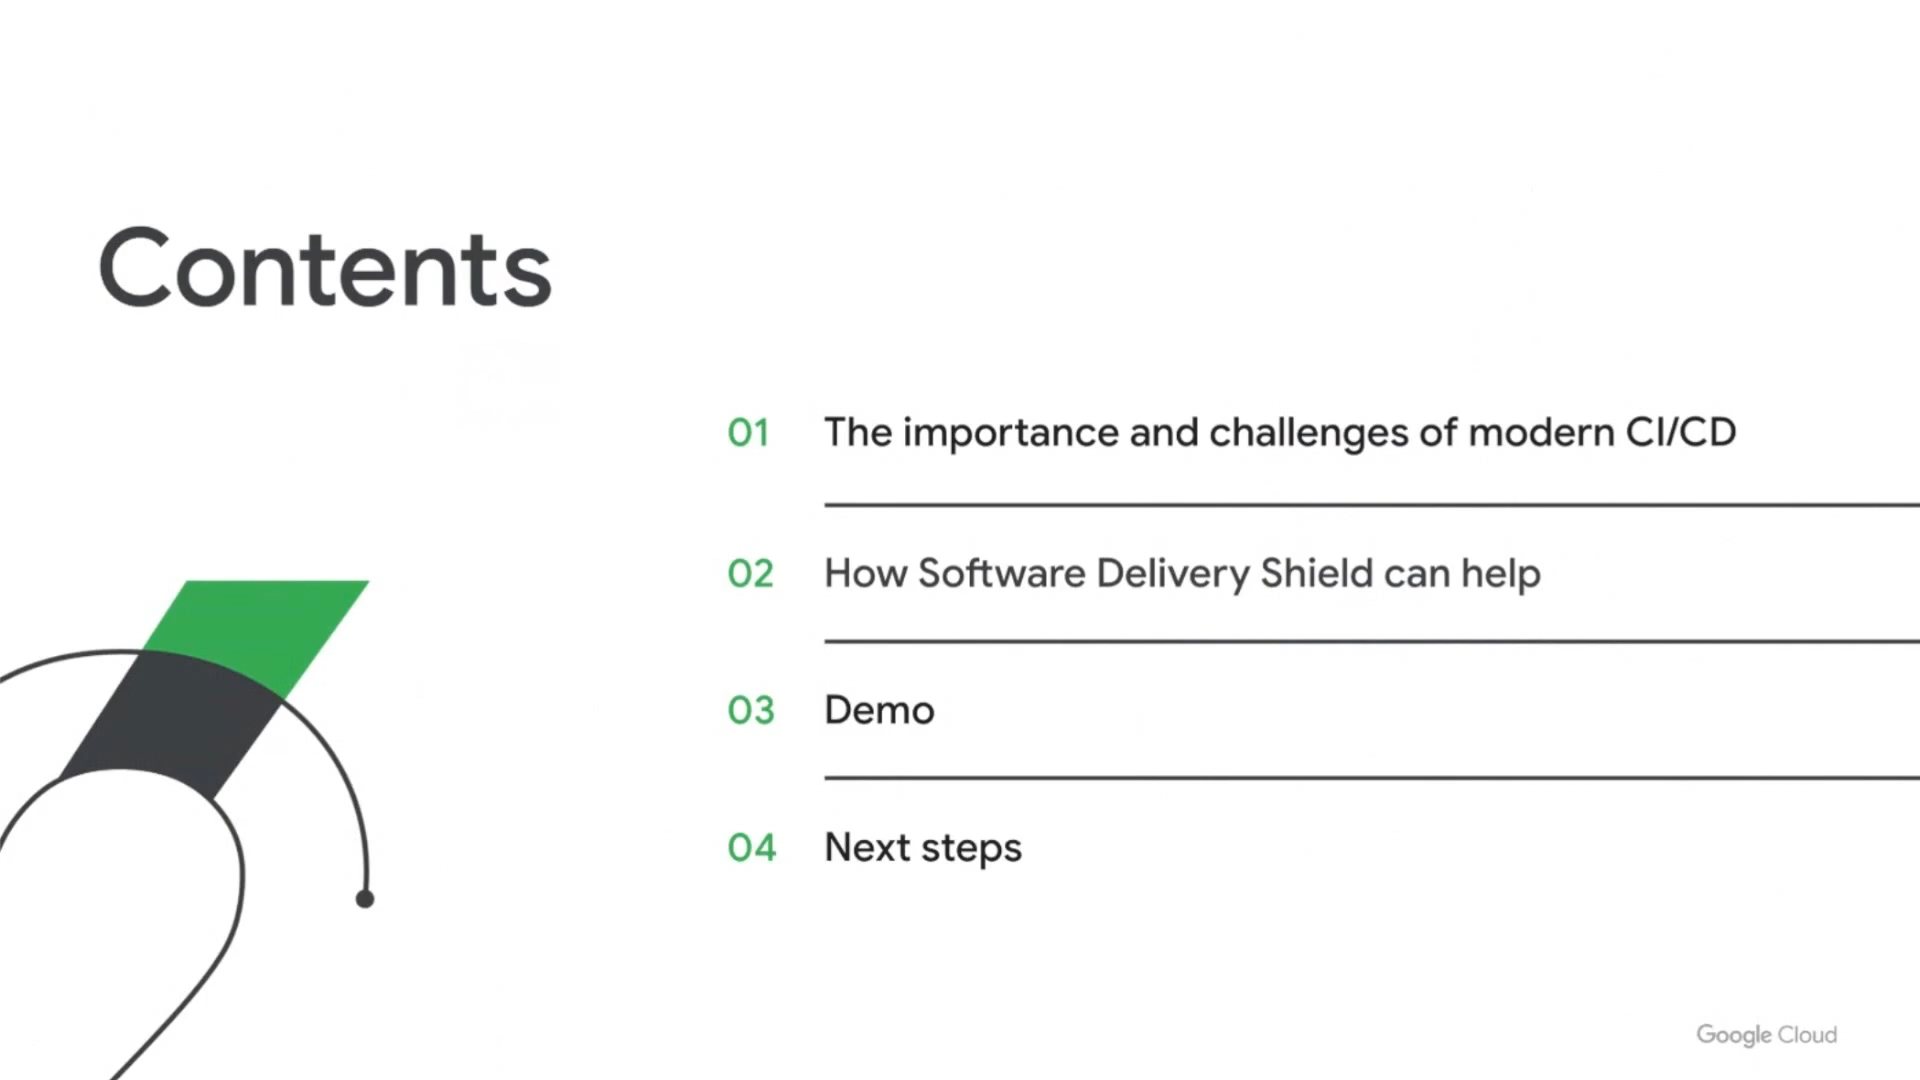 Contents
01 The importance and challenges of modern CI/CD
02 How Software Delivery Shield can help
03 Demo
04 Next steps
Google Cloud